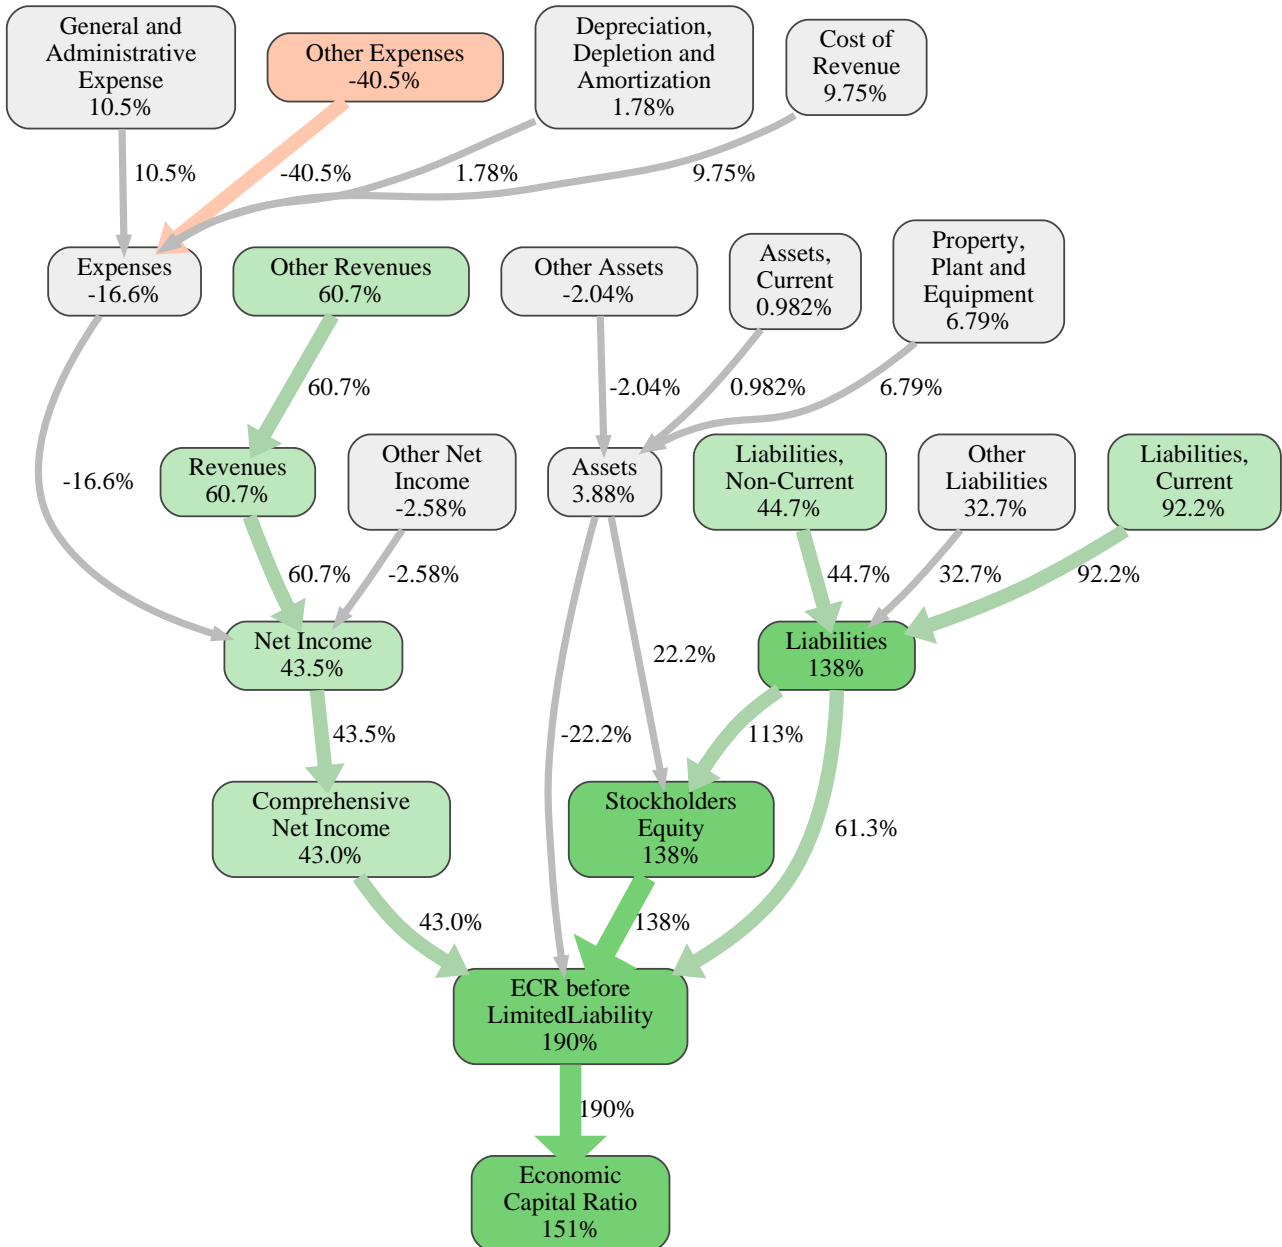 General and
Administrative
Expense
10.5%
Other Expenses
-40.5%
Depreciation,
Depletion and
Amortization
1.78%
Cost of
Revenue
9.75%
10.5%
-40.5%
1.78%
9.75%
Expenses
-16.6%
Other Revenues
60.7%
Other Assets
-2.04%
Assets,
Current
0.982%
Property,
Plant and
Equipment
6.79%
60.7%
-2.04%
0.982%
6.79%
-16.6%
Revenues
60.7%
Other Net
Income
-2.58%
Assets
3.88%
Liabilities,
Non-Current
44.7%
Other
Liabilities
32.7%
Liabilities,
Current
92.2%
60.7%
-2.58%
44.7%
32.7%
92.2%
Net Income
43.5%
22.2%
Liabilities
138%
43.5%
-22.2%
113%
Comprehensive
Net Income
43.0%
Stockholders
Equity
138%
61.3%
43.0%
138%
ECR before
LimitedLiability
190%
190%
Economic
Capital Ratio
151%